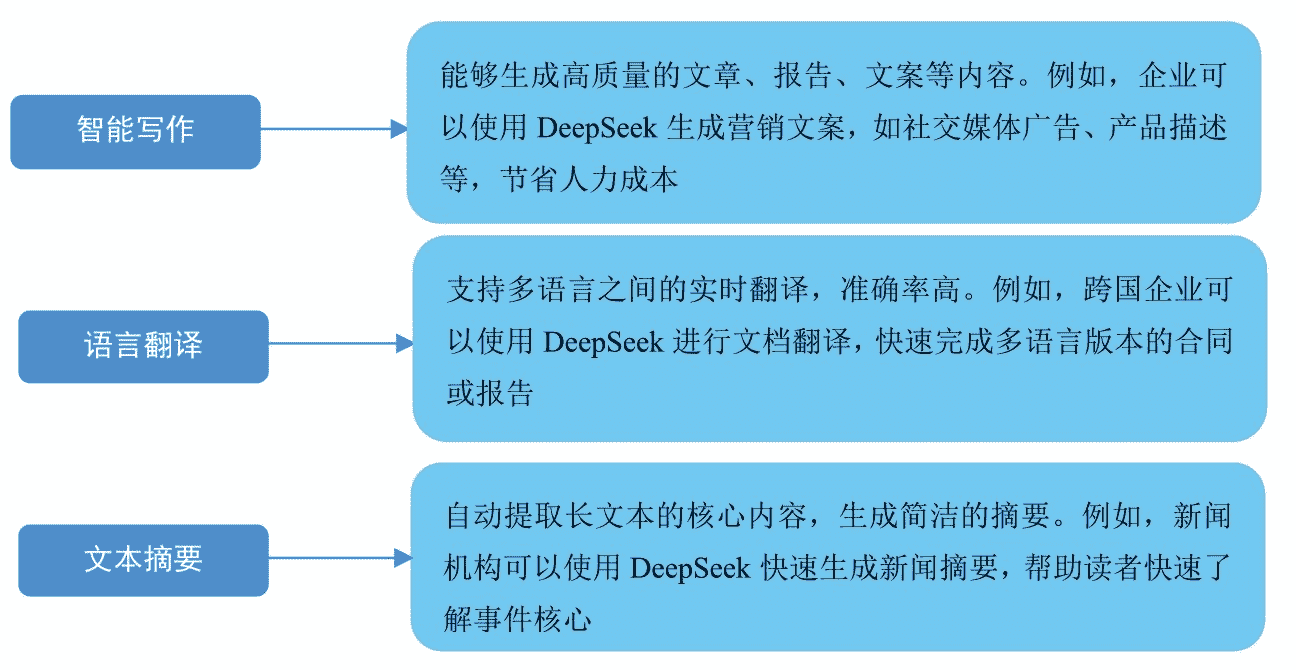 智能写作
能够生成高质量的文章、报告、文案等内容。例如，企业可
以使用 DeepSeek 生成营销文案，如社交媒体广告、产品描述
等，节省人力成本
语言翻译
支持多语言之间的实时翻译，准确率高。例如，跨国企业可
以使用 DeepSeek 进行文档翻译，快速完成多语言版本的合同
或报告
文本摘要
自动提取长文本的核心内容，生成简洁的摘要。例如，新闻
机构可以使用 DeepSeek 快速生成新闻摘要，帮助读者快速了
解事件核心